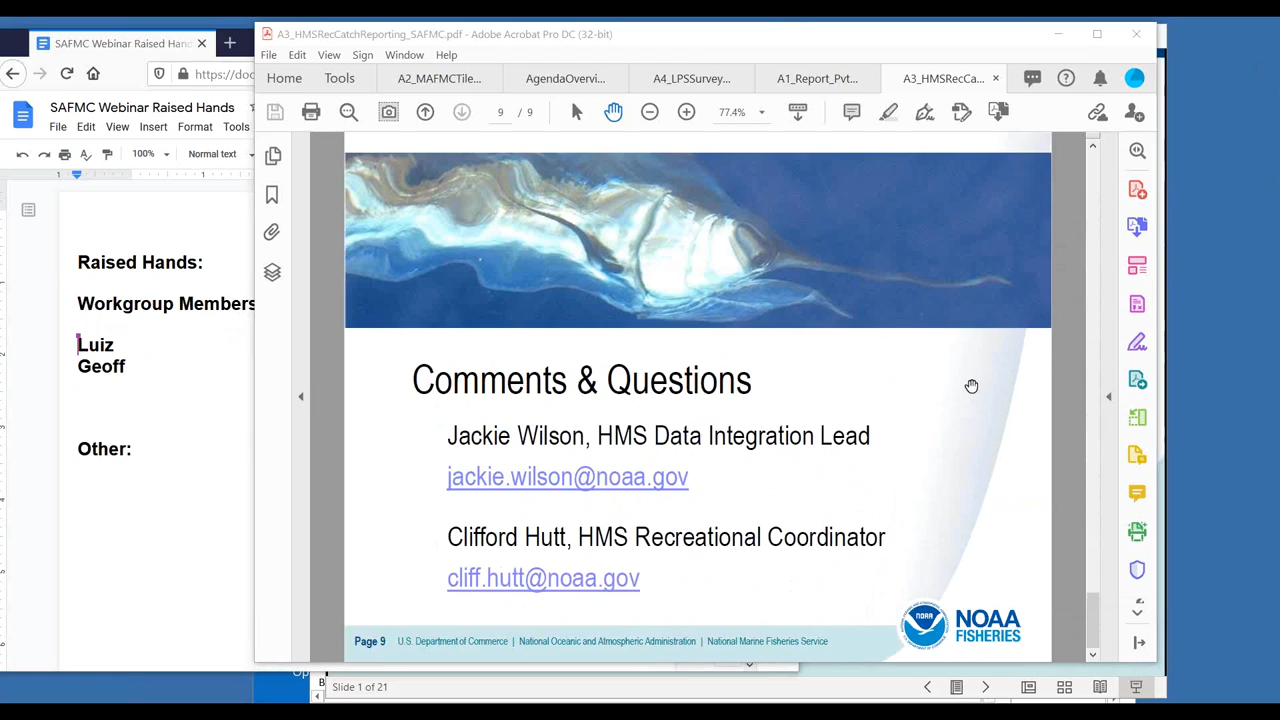 A3_HMSRecCatchReporting_SAFMC.pdf - Adobe Acrobat Pro DC (32-bit)
SAFMC Webinar Raised Han
File Edit View Sign Window Help
https://doc
Home Tools A2_MAFMCTile... AgendaOvervi... A4_LPSSurvey... A1_Report_Pvt... A3_HMSRecCa...
SAFMC Webinar Raised Hands
File Edit View Insert Format Tools
9 / 9 77.4%
100% Normal text
Raised Hands:
Workgroup Members
Luiz
Geoff
Other:
Comments & Questions
Jackie Wilson, HMS Data Integration Lead
jackie.wilson@noaa.gov
Clifford Hutt, HMS Recreational Coordinator
cliff.hutt@noaa.gov
NOAA
NOAA FISHERIES
Page 9 U.S. Department of Commerce | National Oceanic and Atmospheric Administration | National Marine Fisheries Service
Slide 1 of 21